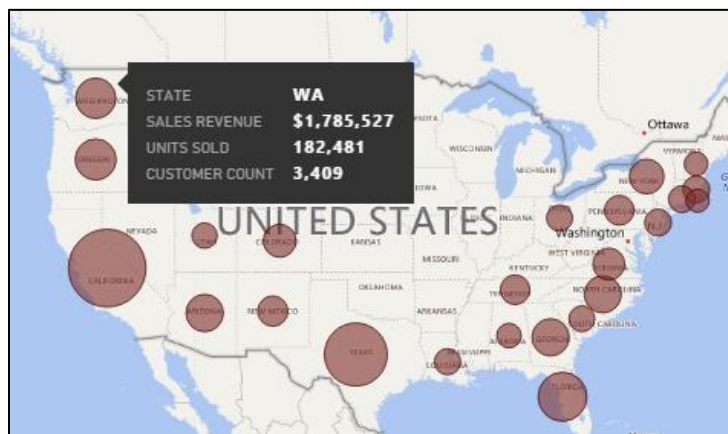 STATE WA
SALES REVENUE $1,785,527
UNITS SOLD 182,481
CUSTOMER COUNT 3,409
WASHINGTON
OREGON
WISCONSIN
MICHIGAN
Ottawa
VERMONT
NEW YORK
IOWA
NEVADA
UTAH
COLORADO
UNITED STATES
KANSAS
INDIANA
PENNSYLVANIA
N.J.
Washington
MISSOURI
WEST VIRGINIA
VIRGINIA
KENTUCKY
CALIFORNIA
ARIZONA
NEW MEXICO
OKLAHOMA
ARKANSAS
TENNESSEE
NORTH CAROLINA
SOUTH CAROLINA
TEXAS
MISSISSIPPI
LOUISIANA
ALABAMA
GEORGIA
FLORIDA